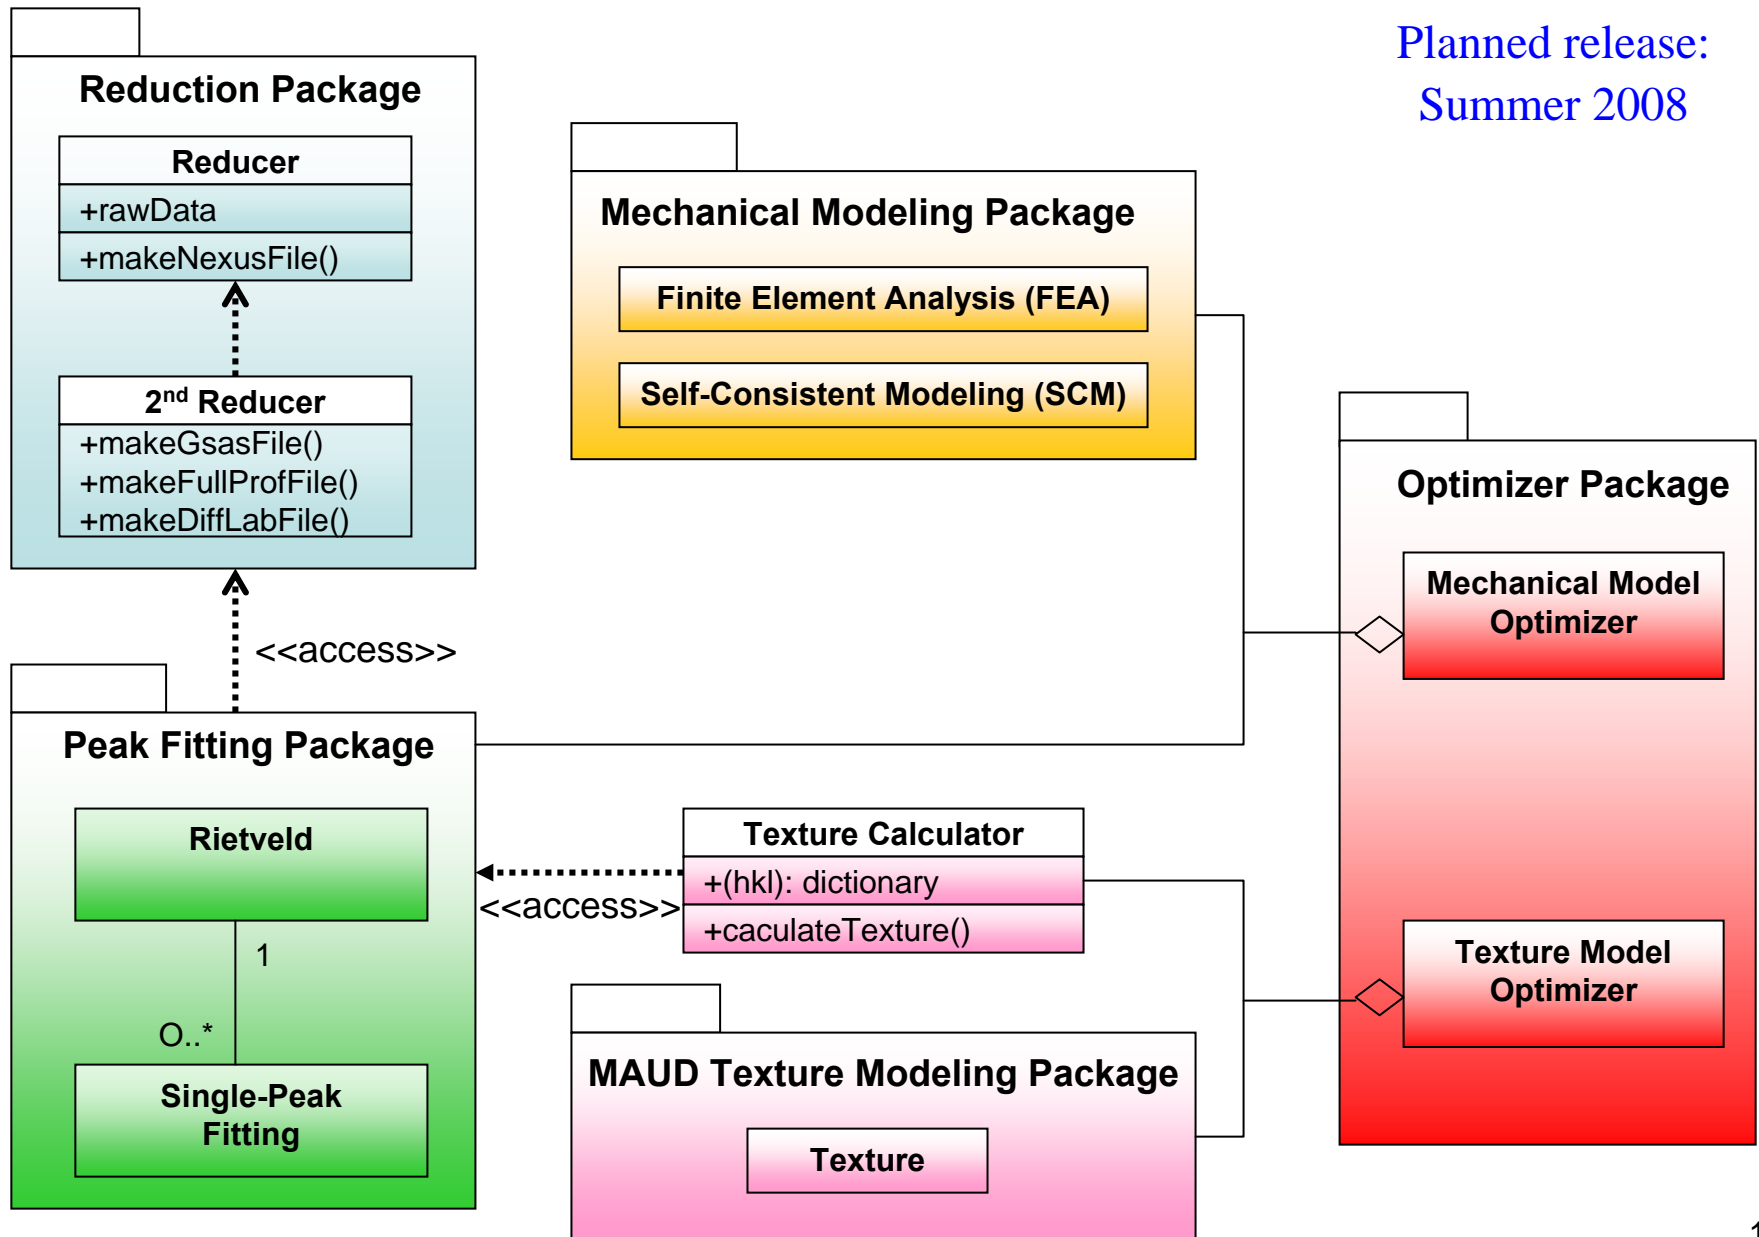 Planned release:
Summer 2008
Reduction Package
Reducer
+rawData
+makeNexusFile()
2nd Reducer
+makeGsasFile()
+makeFullProfFile()
+makeDiffLabFile()
<<access>>
Mechanical Modeling Package
Finite Element Analysis (FEA)
Self-Consistent Modeling (SCM)
Optimizer Package
Mechanical Model
Optimizer
Texture Model
Optimizer
Peak Fitting Package
Rietveld
1
O..*
Single-Peak
Fitting
<<access>>
Texture Calculator
+(hkl): dictionary
+caculateTexture()
MAUD Texture Modeling Package
Texture
1